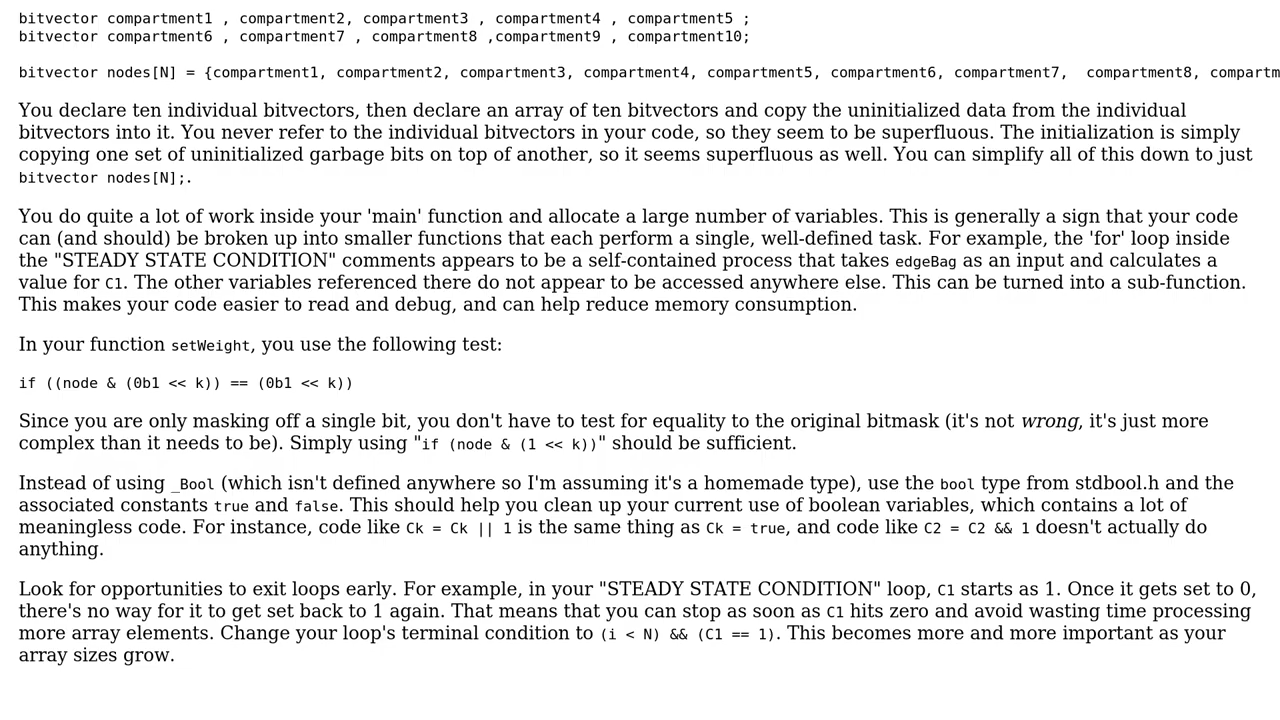 bitvector compartment1 , compartment2, compartment3 , compartment4 , compartment5 ;
bitvector compartment6 , compartment7 , compartment8 ,compartment9 , compartment10;
bitvector nodes[N] = {compartment1, compartment2, compartment3, compartment4, compartment5, compartment6, compartment7,  compartment8, compartm
You declare ten individual bitvectors, then declare an array of ten bitvectors and copy the uninitialized data from the individual
bitvectors into it. You never refer to the individual bitvectors in your code, so they seem to be superfluous. The initialization is simply
copying one set of uninitialized garbage bits on top of another, so it seems superfluous as well. You can simplify all of this down to just
bitvector nodes[N];.
You do quite a lot of work inside your 'main' function and allocate a large number of variables. This is generally a sign that your code
can (and should) be broken up into smaller functions that each perform a single, well-defined task. For example, the 'for' loop inside
the "STEADY STATE CONDITION" comments appears to be a self-contained process that takes edgeBag as an input and calculates a
value for C1. The other variables referenced there do not appear to be accessed anywhere else. This can be turned into a sub-function.
This makes your code easier to read and debug, and can help reduce memory consumption.
In your function setWeight, you use the following test:
if ((node & (0b1 << k)) == (0b1 << k))
Since you are only masking off a single bit, you don't have to test for equality to the original bitmask (it's not wrong, it's just more
complex than it needs to be). Simply using "if (node & (1 << k))" should be sufficient.
Instead of using _Bool (which isn't defined anywhere so I'm assuming it's a homemade type), use the bool type from stdbool.h and the
associated constants true and false. This should help you clean up your current use of boolean variables, which contains a lot of
meaningless code. For instance, code like Ck = Ck || 1 is the same thing as Ck = true, and code like C2 = C2 && 1 doesn't actually do
anything.
Look for opportunities to exit loops early. For example, in your "STEADY STATE CONDITION" loop, C1 starts as 1. Once it gets set to 0,
there's no way for it to get set back to 1 again. That means that you can stop as soon as C1 hits zero and avoid wasting time processing
more array elements. Change your loop's terminal condition to (i < N) && (C1 == 1). This becomes more and more important as your
array sizes grow.